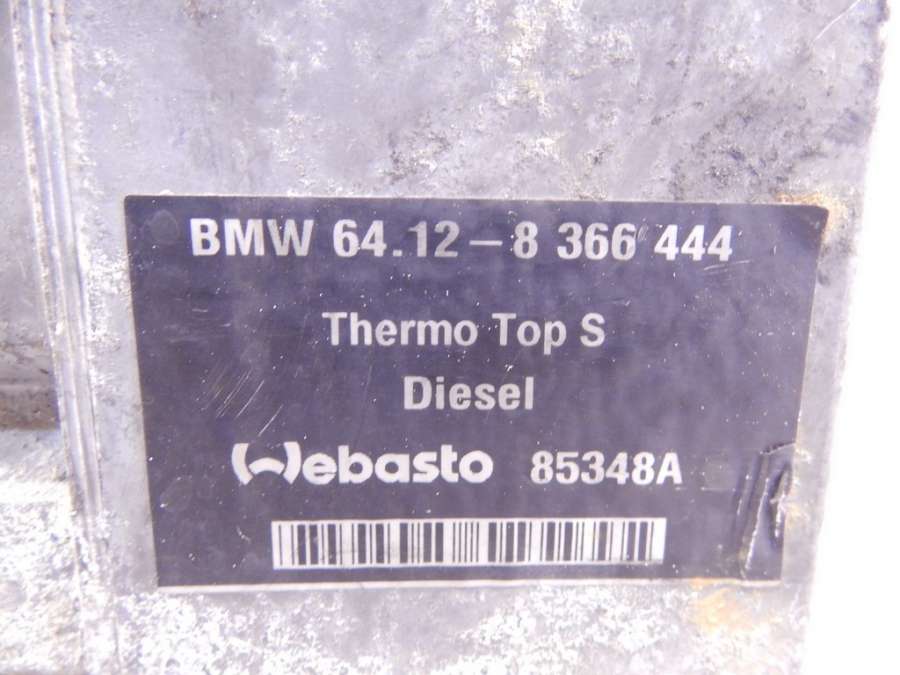 BMW 64.12–8 366 444
Thermo Top S
Diesel
Webasto 85348A